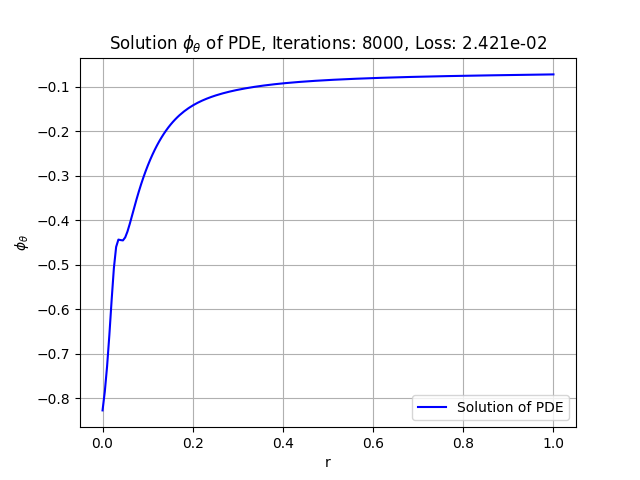 Solution ϕ_θ of PDE, Iterations: 8000, Loss: 2.421e-02
ϕ_θ
−0.1
−0.2
−0.3
−0.4
−0.5
−0.6
−0.7
−0.8
Solution of PDE
0.0 0.2 0.4 0.6 0.8 1.0
r